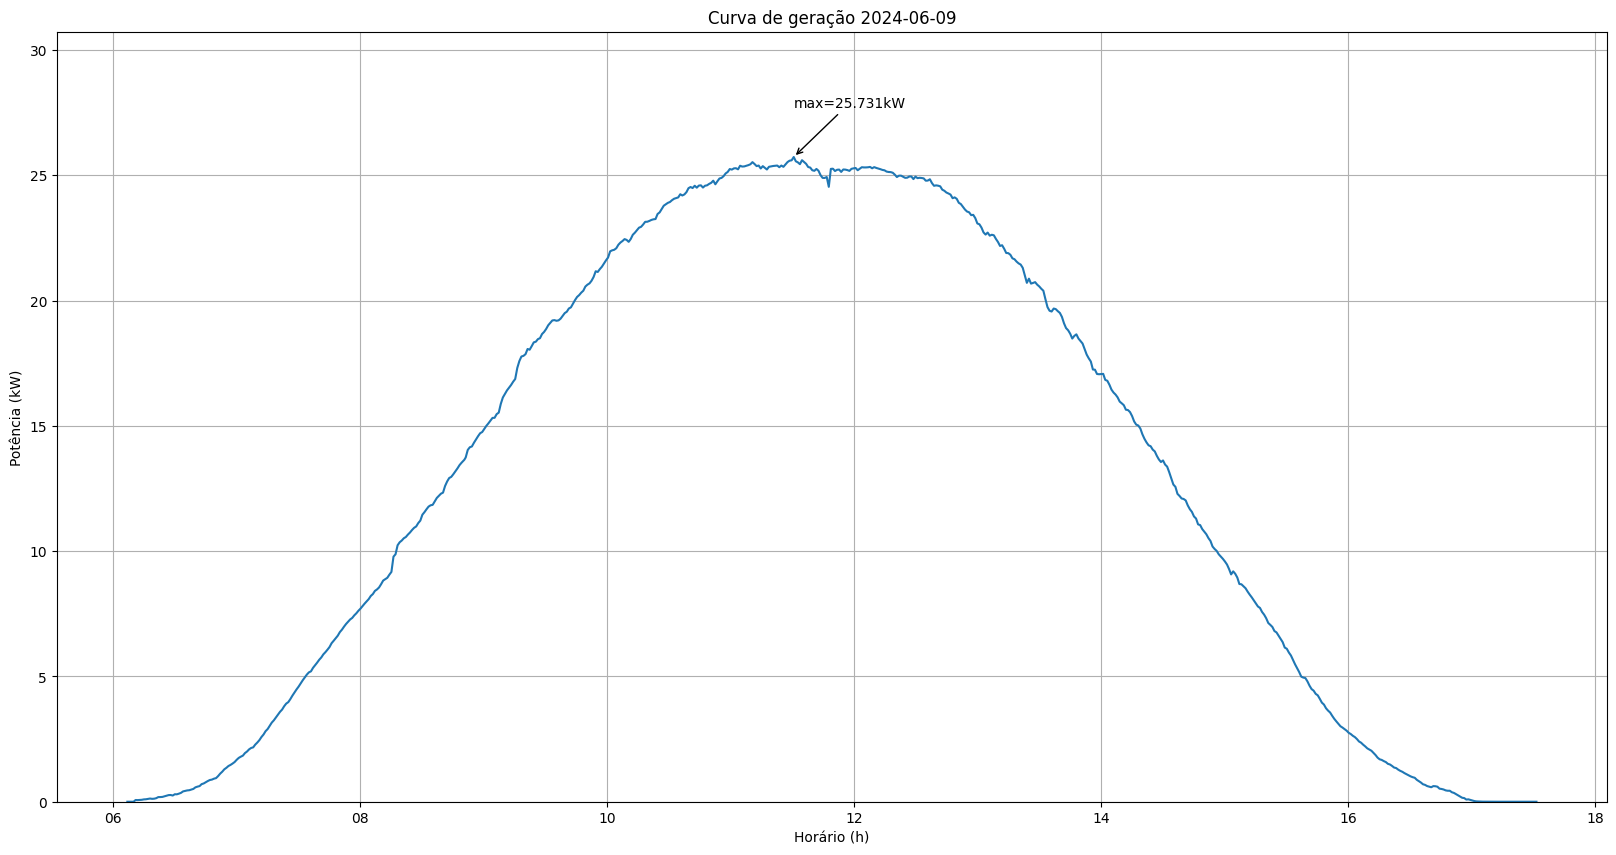 Curva de geração 2024-06-09
max=25.731kW
Potência (kW)
30
25
20
15
10
5
0
06 08 10 12 14 16 18
Horário (h)